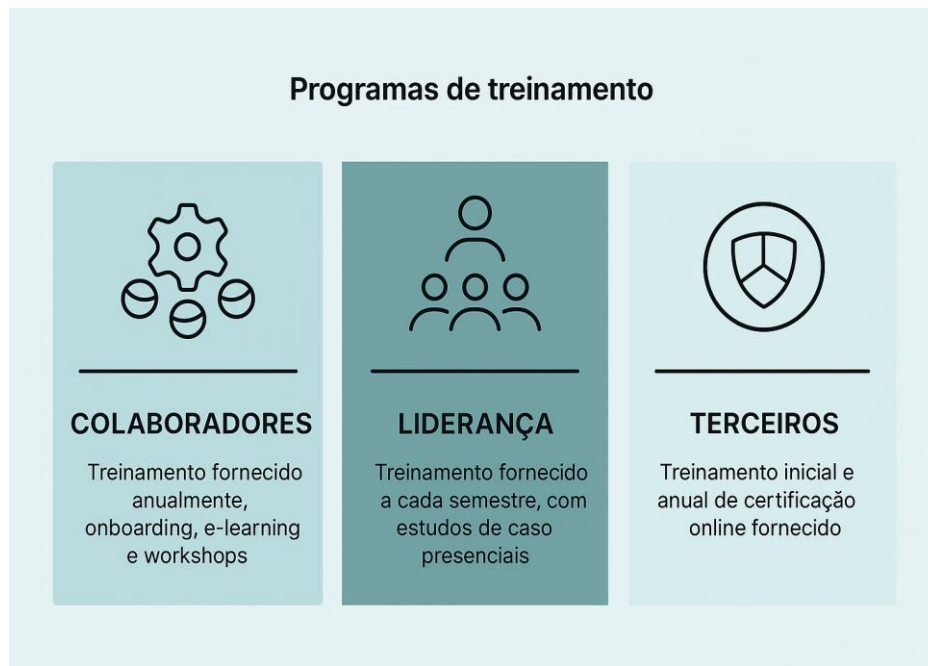 Programas de treinamento
COLABORADORES
Treinamento fornecido
anualmente,
onboarding, e-learning
e workshops
LIDERANÇA
Treinamento fornecido
a cada semestre, com
estudos de caso
presenciais
TERCEIROS
Treinamento inicial e
anual de certificação
online fornecido